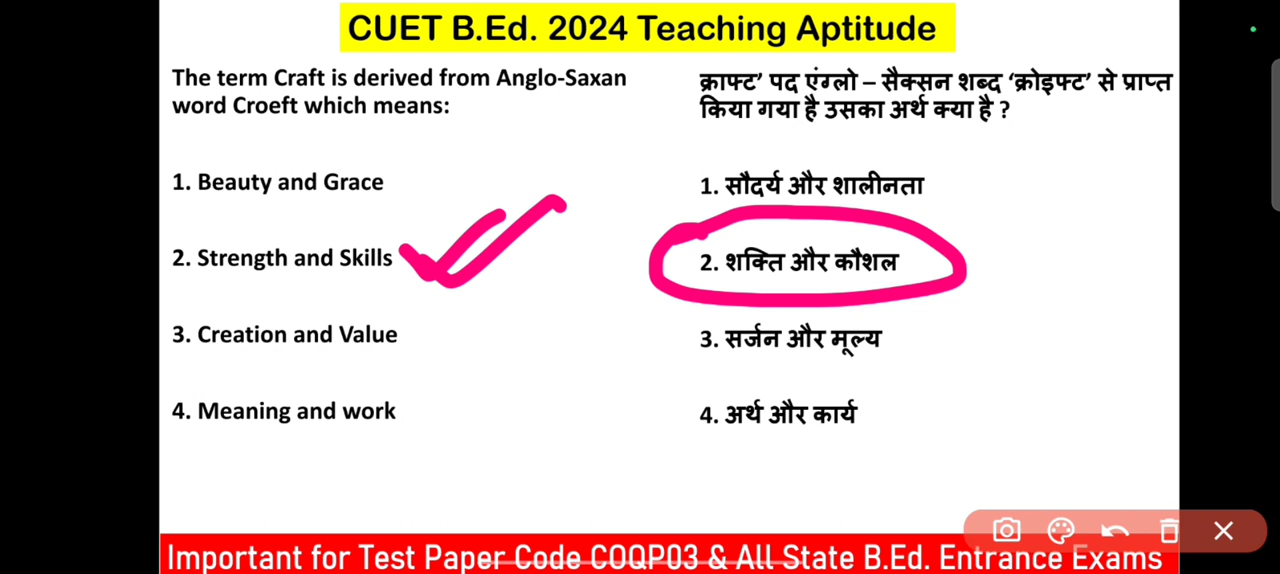 CUET B.Ed. 2024 Teaching Aptitude
The term Craft is derived from Anglo-Saxan
word Croeft which means:
1. Beauty and Grace
2. Strength and Skills
3. Creation and Value
4. Meaning and work
क्राफ्ट’ पद एंग्लो – सैक्सन शब्द ‘क्रोइफ्ट’ से प्राप्त
किया गया है उसका अर्थ क्या है ?
1. सौदर्य और शालीनता
2. शक्ति और कौशल
3. सर्जन और मूल्य
4. अर्थ और कार्य
Important for Test Paper Code COQP03 & All State B.Ed. Entrance Exams